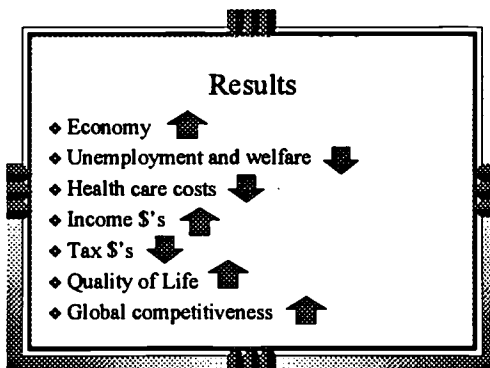 Results
Economy
Unemployment and welfare
Health care costs
Income $'s
Tax $'s
Quality of Life
Global competitiveness